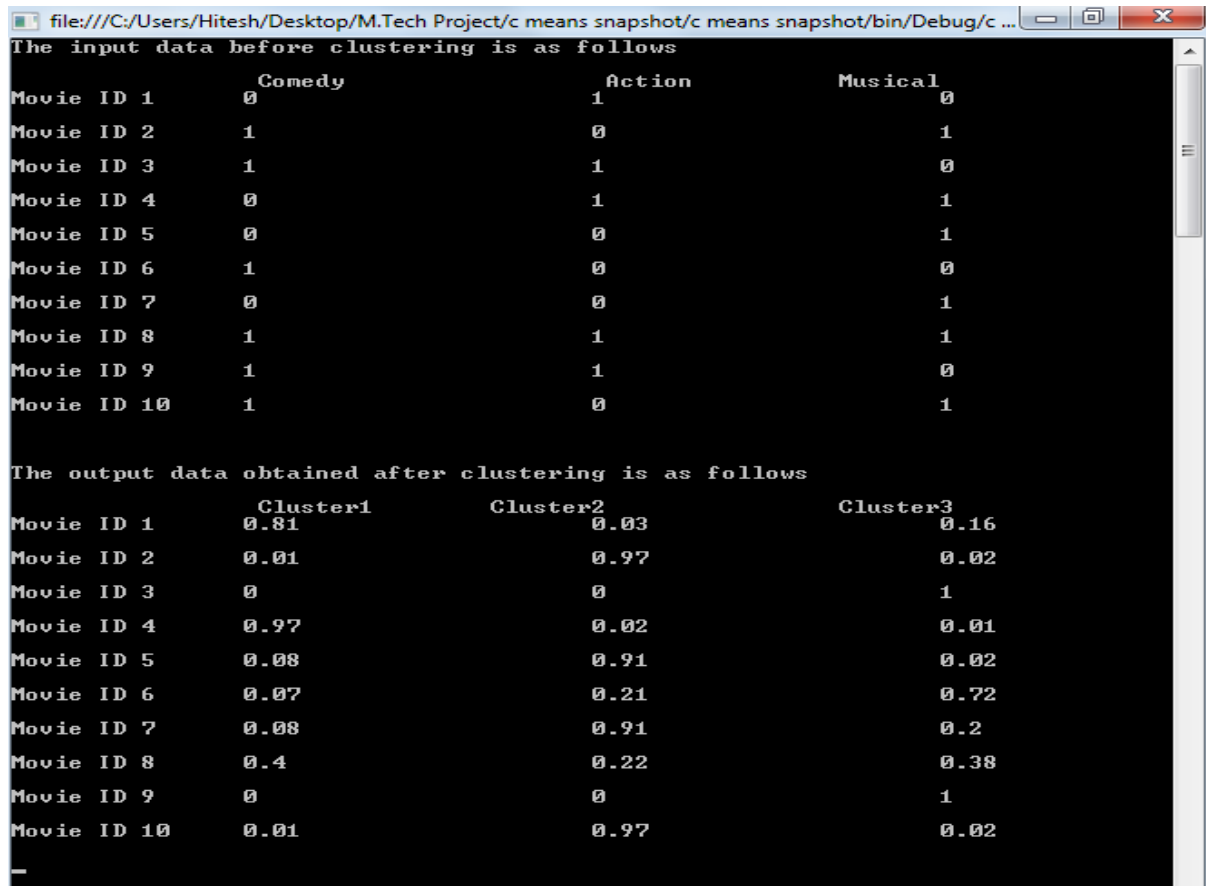 file:///C:/Users/Hitesh/Desktop/M.Tech Project/c means snapshot/c means snapshot/bin/Debug/c ...
The input data before clustering is as follows
Comedy Action Musical
Movie ID 1 0 1 0
Movie ID 2 1 0 1
Movie ID 3 1 1 0
Movie ID 4 0 1 1
Movie ID 5 0 0 1
Movie ID 6 1 0 0
Movie ID 7 0 0 1
Movie ID 8 1 1 1
Movie ID 9 1 1 0
Movie ID 10 1 0 1
The output data obtained after clustering is as follows
Cluster1 Cluster2 Cluster3
Movie ID 1 0.81 0.03 0.16
Movie ID 2 0.01 0.97 0.02
Movie ID 3 0 0 1
Movie ID 4 0.97 0.02 0.01
Movie ID 5 0.08 0.91 0.02
Movie ID 6 0.07 0.21 0.72
Movie ID 7 0.08 0.91 0.2
Movie ID 8 0.4 0.22 0.38
Movie ID 9 0 0 1
Movie ID 10 0.01 0.97 0.02